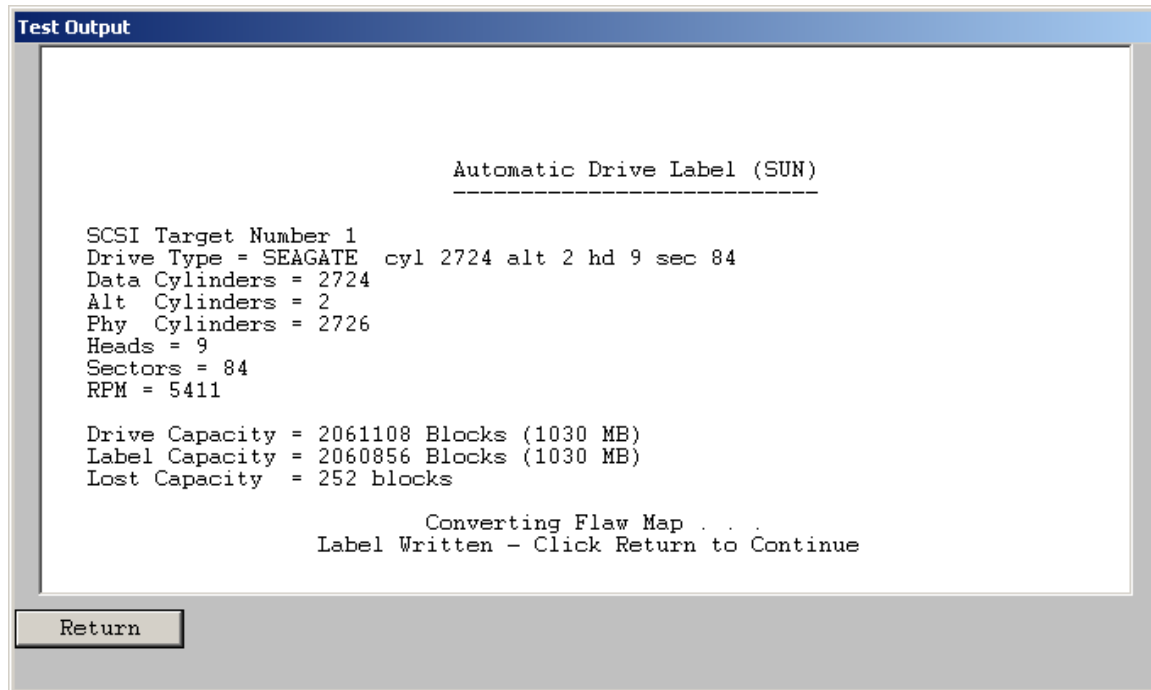 Test Output
Automatic Drive Label (SUN)
---------------------------
SCSI Target Number 1
Drive Type = SEAGATE  cyl 2724 alt 2 hd 9 sec 84
Data Cylinders = 2724
Alt  Cylinders = 2
Phy  Cylinders = 2726
Heads = 9
Sectors = 84
RPM = 5411
Drive Capacity = 2061108 Blocks (1030 MB)
Label Capacity = 2060856 Blocks (1030 MB)
Lost Capacity  = 252 blocks
Converting Flaw Map . . .
Label Written - Click Return to Continue
Return